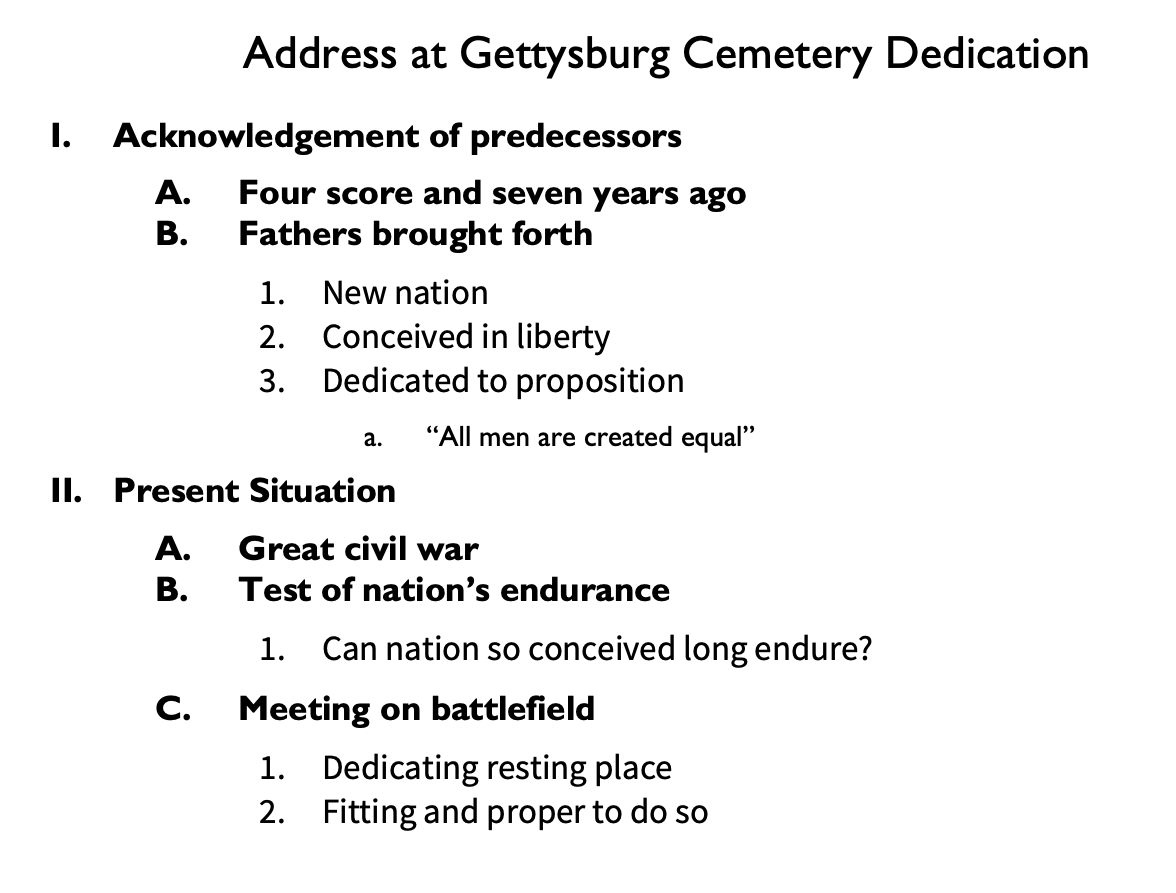 Address at Gettysburg Cemetery Dedication
I. Acknowledgement of predecessors
A. Four score and seven years ago
B. Fathers brought forth
1. New nation
2. Conceived in liberty
3. Dedicated to proposition
a. “All men are created equal”
II. Present Situation
A. Great civil war
B. Test of nation’s endurance
1. Can nation so conceived long endure?
C. Meeting on battlefield
1. Dedicating resting place
2. Fitting and proper to do so